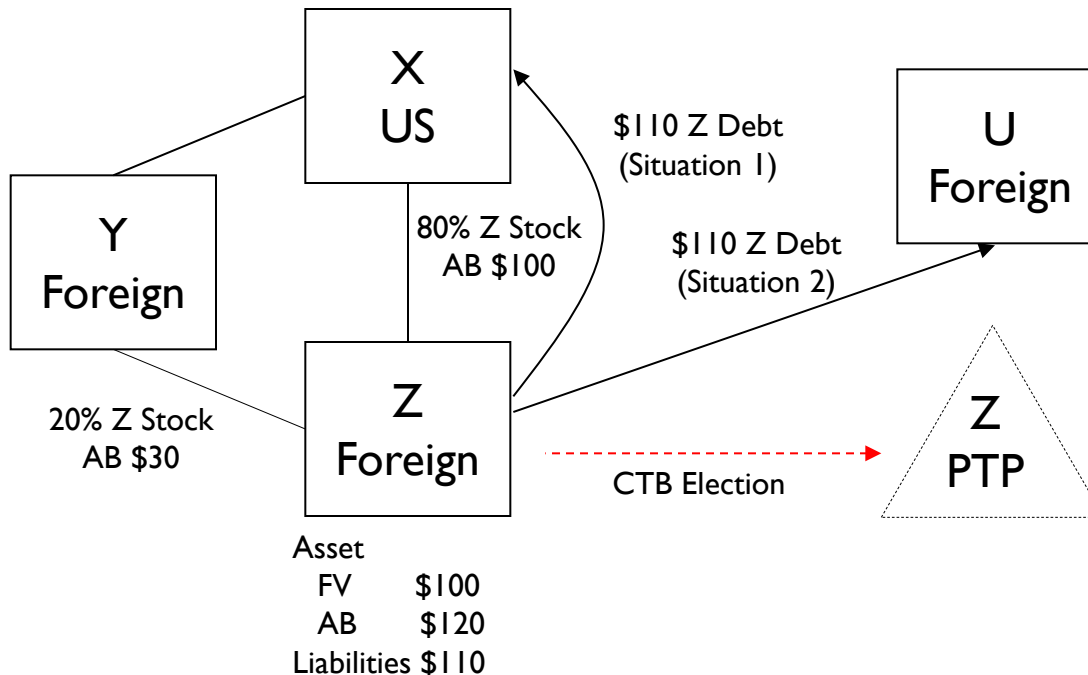 X
US
$110 Z Debt
(Situation 1)
U
Foreign
Y
Foreign
80% Z Stock
AB $100
$110 Z Debt
(Situation 2)
20% Z Stock
AB $30
Z
Foreign
CTB Election
Z
PTP
Asset
FV $100
AB $120
Liabilities $110